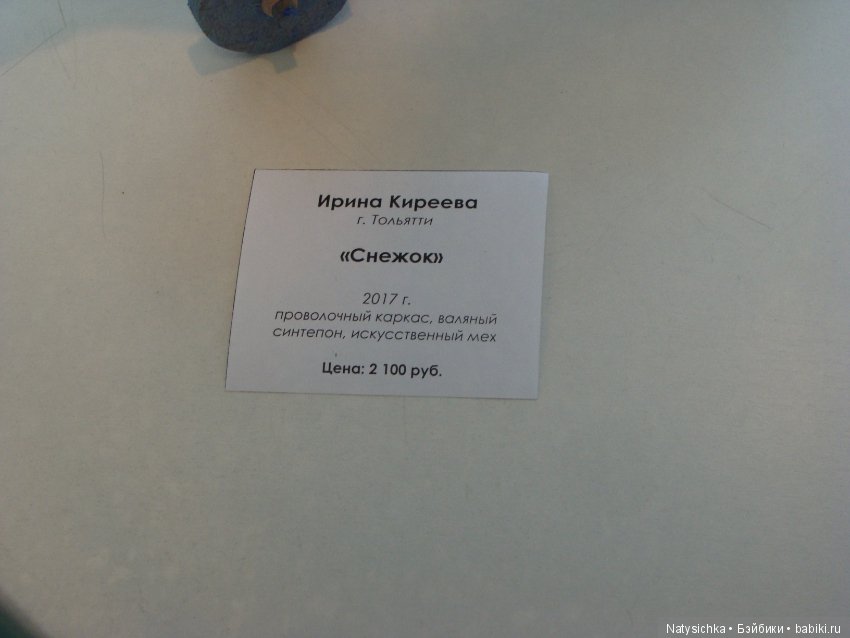 Ирина Киреева
г. Тольятти
«Снежок»
2017 г.
проволочный каркас, валяный
синтепон, искусственный мех
Цена: 2 100 руб.
Natysichka • Бэйбики • babiki.ru